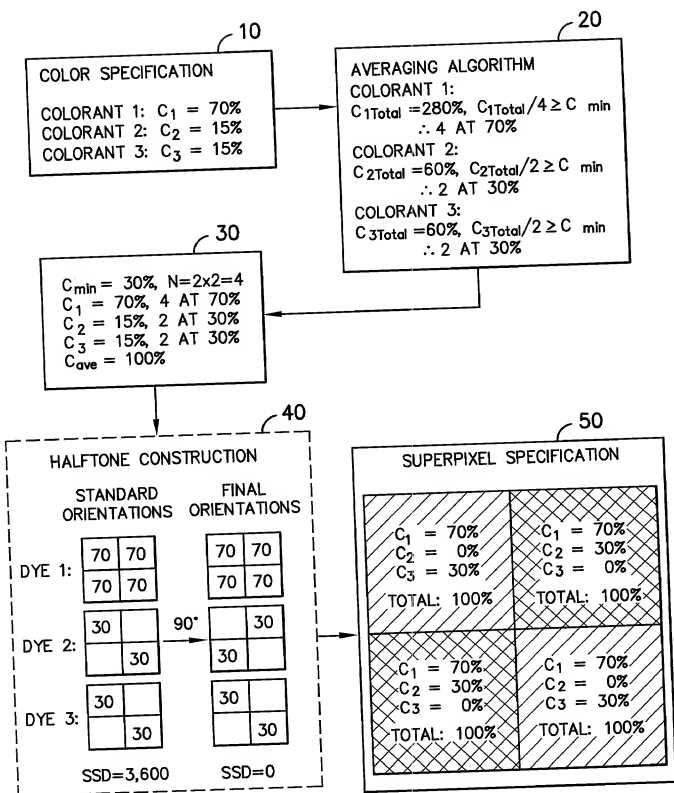 10
COLOR SPECIFICATION
COLORANT 1: C₁ = 70%
COLORANT 2: C₂ = 15%
COLORANT 3: C₃ = 15%
20
AVERAGING ALGORITHM
COLORANT 1:
C₁Total =280%, C₁Total/4 ≥ C min
∴ 4 AT 70%
COLORANT 2:
C₂Total=60%, C₂Total/2 ≥ C min
∴ 2 AT 30%
COLORANT 3:
C₃Total=60%, C₃Total/2 ≥ C min
∴ 2 AT 30%
30
Cmin = 30%, N=2x2=4
C₁ = 70%, 4 AT 70%
C₂ = 15%, 2 AT 30%
C₃ = 15%, 2 AT 30%
Cave = 100%
40
HALFTONE CONSTRUCTION
STANDARD ORIENTATIONS
FINAL ORIENTATIONS
DYE 1:
70 70
70 70
70 70
70 70
DYE 2:
30
30
90°
30
30
DYE 3:
30
30
30
30
SSD=3,600
SSD=0
50
SUPERPIXEL SPECIFICATION
C₁ = 70%
C₂ = 0%
C₃ = 30%
TOTAL: 100%
C₁ = 70%
C₂ = 30%
C₃ = 0%
TOTAL: 100%
C₁ = 70%
C₂ = 30%
C₃ = 0%
TOTAL: 100%
C₁ = 70%
C₂ = 0%
C₃ = 30%
TOTAL: 100%